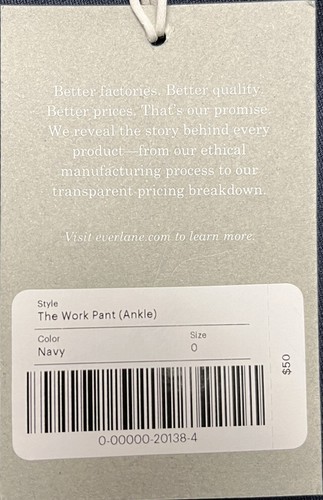 Better factories. Better quality.
Better prices. That's our promise.
We reveal the story behind every
product—from our ethical
manufacturing process to our
transparent pricing breakdown.
Visit everlane.com to learn more.
Style
The Work Pant (Ankle)
Color
Navy
Size
0
$50
0-00000-20138-4